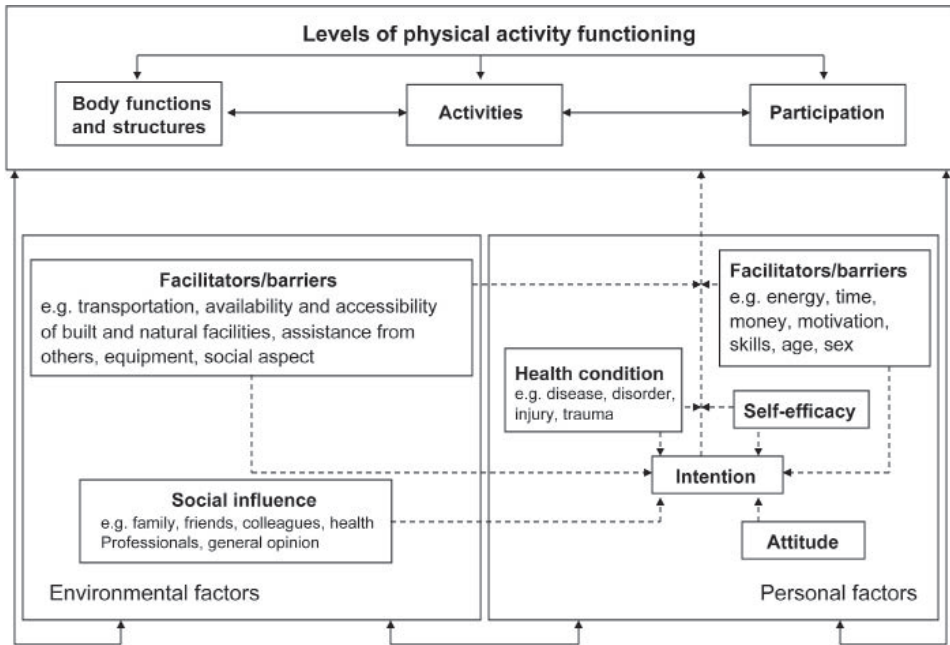 Levels of physical activity functioning
Body functions
and structures
Activities
Participation
Facilitators/barriers
e.g. transportation, availability and accessibility
of built and natural facilities, assistance from
others, equipment, social aspect
Social influence
e.g. family, friends, colleagues, health
Professionals, general opinion
Environmental factors
Facilitators/barriers
e.g. energy, time,
money, motivation,
skills, age, sex
Health condition
e.g. disease, disorder,
injury, trauma
Self-efficacy
Intention
Attitude
Personal factors